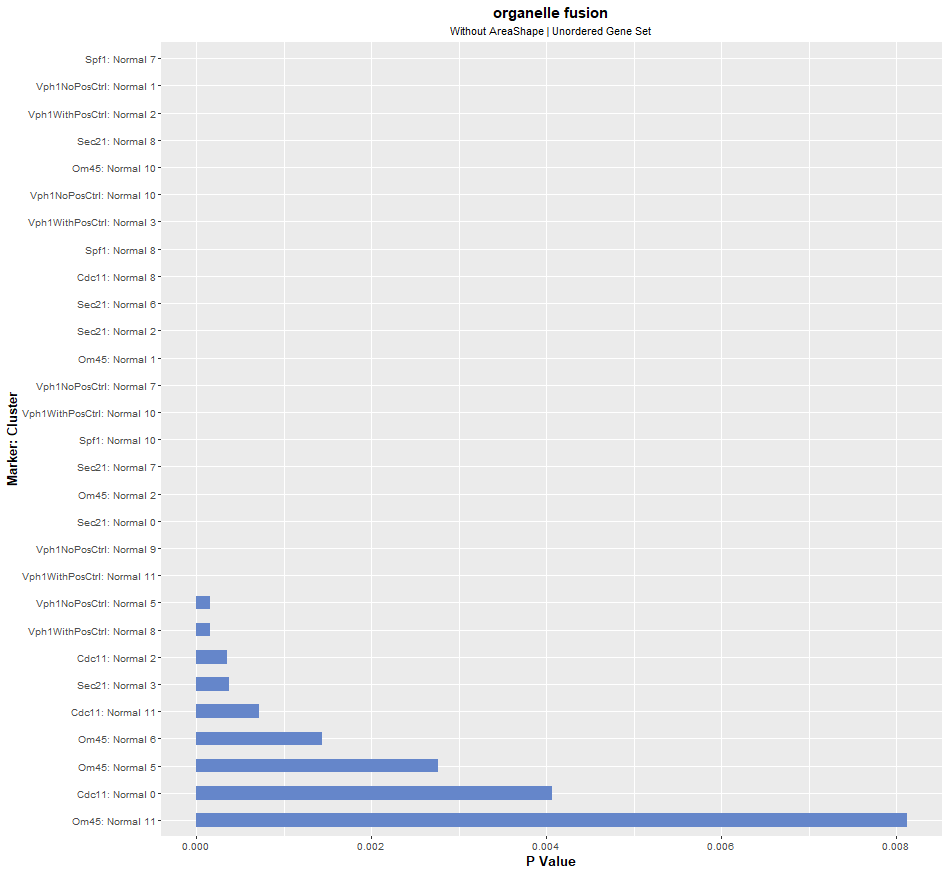 organelle fusion
Without AreaShape | Unordered Gene Set
Marker: Cluster
Spf1: Normal 7
Vph1NoPosCtrl: Normal 1
Vph1WithPosCtrl: Normal 2
Sec21: Normal 8
Om45: Normal 10
Vph1NoPosCtrl: Normal 10
Vph1WithPosCtrl: Normal 3
Spf1: Normal 8
Cdc11: Normal 8
Sec21: Normal 6
Sec21: Normal 2
Om45: Normal 1
Vph1NoPosCtrl: Normal 7
Vph1WithPosCtrl: Normal 10
Spf1: Normal 10
Sec21: Normal 7
Om45: Normal 2
Sec21: Normal 0
Vph1NoPosCtrl: Normal 9
Vph1WithPosCtrl: Normal 11
Vph1NoPosCtrl: Normal 5
Vph1WithPosCtrl: Normal 8
Cdc11: Normal 2
Sec21: Normal 3
Cdc11: Normal 11
Om45: Normal 6
Om45: Normal 5
Cdc11: Normal 0
Om45: Normal 11
0.000 0.002 0.004 0.006 0.008
P Value